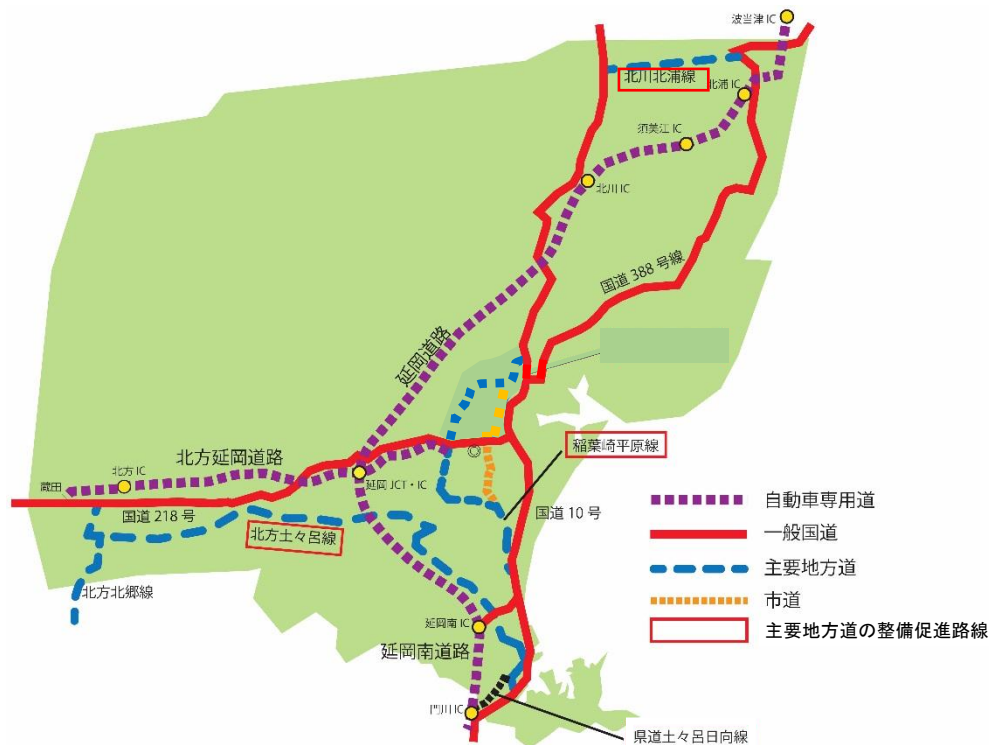 波当津 IC
北川北浦線
北浦 IC
須美江 IC
北川 IC
国道 388 号線
延岡道路
稲葉崎平原線
北方延岡道路
北方 IC
蔵田
延岡 JCT・IC
国道 218 号
国道 10 号
北方土々呂線
北方北郷線
延岡南 IC
延岡南道路
門川 IC
県道土々呂日向線
自動車専用道
一般国道
主要地方道
市道
主要地方道の整備促進路線